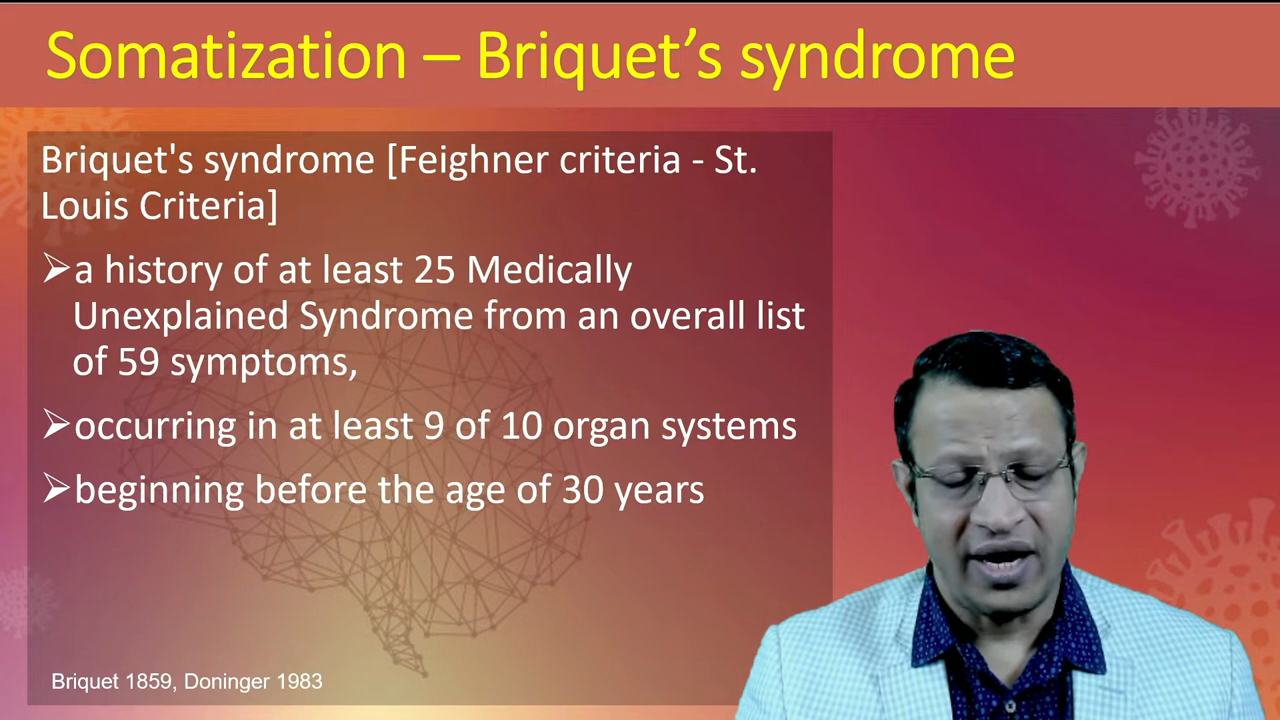 Somatization – Briquet’s syndrome
Briquet's syndrome [Feighner criteria - St.
Louis Criteria]
➢a history of at least 25 Medically
Unexplained Syndrome from an overall list
of 59 symptoms,
➢occurring in at least 9 of 10 organ systems
➢beginning before the age of 30 years
Briquet 1859, Doninger 1983